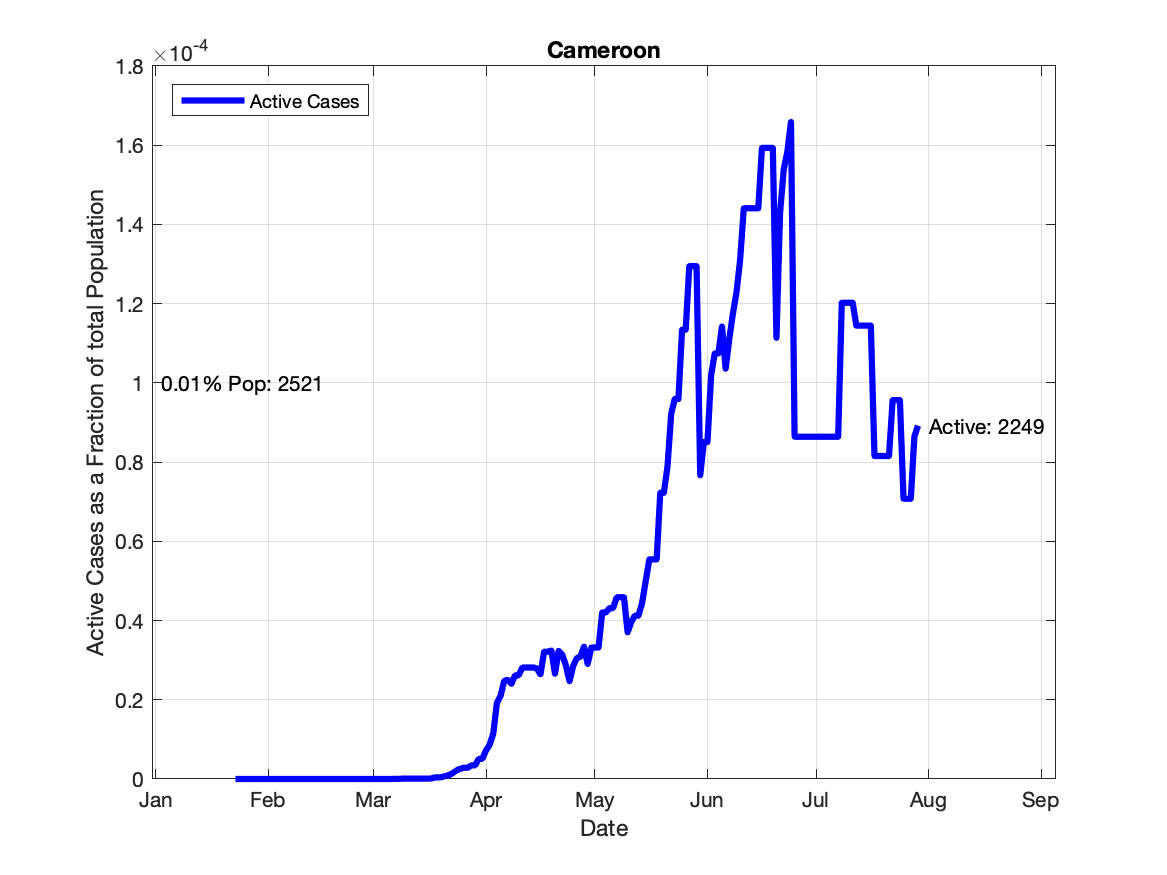 Cameroon
×10-4
Active Cases
Active Cases as a Fraction of total Population
1.8
1.6
1.4
1.2
1
0.8
0.6
0.4
0.2
0
0.01% Pop: 2521
Active: 2249
Jan Feb Mar Apr May Jun Jul Aug Sep
Date